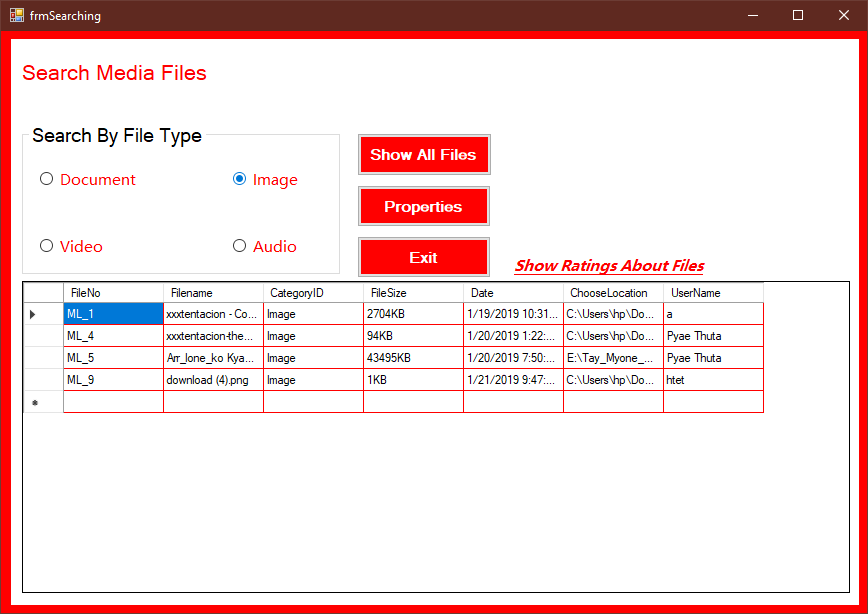 frmSearching
Search Media Files
Search By File Type
Document
Image
Video
Audio
Show All Files
Properties
Exit
Show Ratings About Files
FileNo Filename CategoryID FileSize Date ChooseLocation UserName
ML_1 xxxtentacion - Co... Image 2704KB 1/19/2019 10:31... C:\Users\hp\Do... a
ML_4 xxxtentacion-the... Image 94KB 1/20/2019 1:22:... C:\Users\hp\Do... Pyae Thuta
ML_5 Arr_lone_ko Kya... Image 43495KB 1/20/2019 7:50:... E:\Tay_Myone_... Pyae Thuta
ML_9 download (4).png Image 1KB 1/21/2019 9:47:... C:\Users\hp\Do... htet